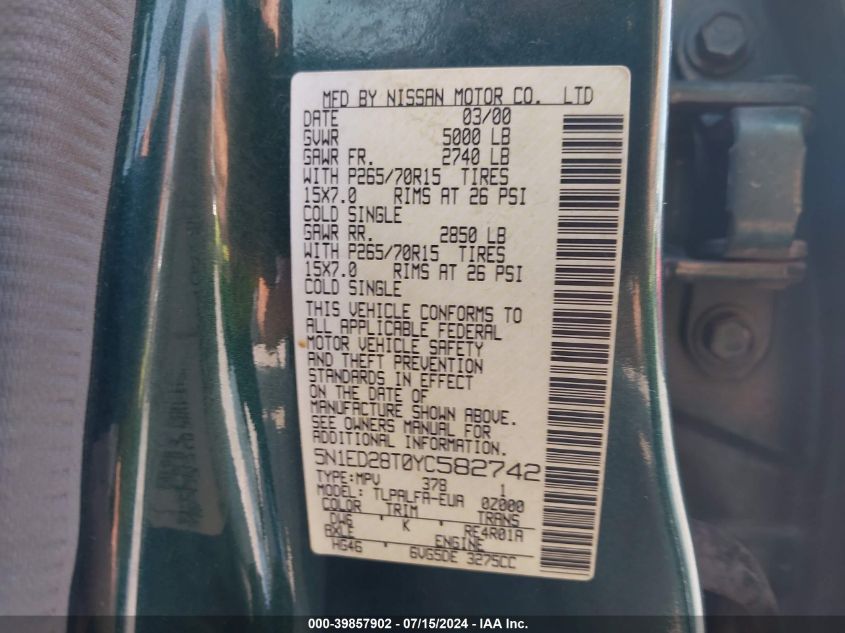 MFD BY NISSAN MOTOR CO. LTD
DATE 03/00
GVWR 5000 LB
GAWR FR. 2740 LB
WITH P265/70R15 TIRES
15X7.0 RIMS AT 26 PSI
COLD SINGLE
GAWR RR. 2850 LB
WITH P265/70R15 TIRES
15X7.0 RIMS AT 26 PSI
COLD SINGLE
THIS VEHICLE CONFORMS TO
ALL APPLICABLE FEDERAL
MOTOR VEHICLE SAFETY
AND THEFT PREVENTION
STANDARDS IN EFFECT
ON THE DATE OF
MANUFACTURE SHOWN ABOVE.
SEE OWNERS MANUAL FOR
ADDITIONAL INFORMATION.
5N1ED28T0YC582742
TYPE:MPV 378 1
MODEL: TLPALFA-EUA 0Z000
COLOR TRIM TRANS
DW6 K RE4R01A
AXLE ENGINE
HG46 6VG5DE 3275CC
000-39857902 - 07/15/2024 - IAA Inc.